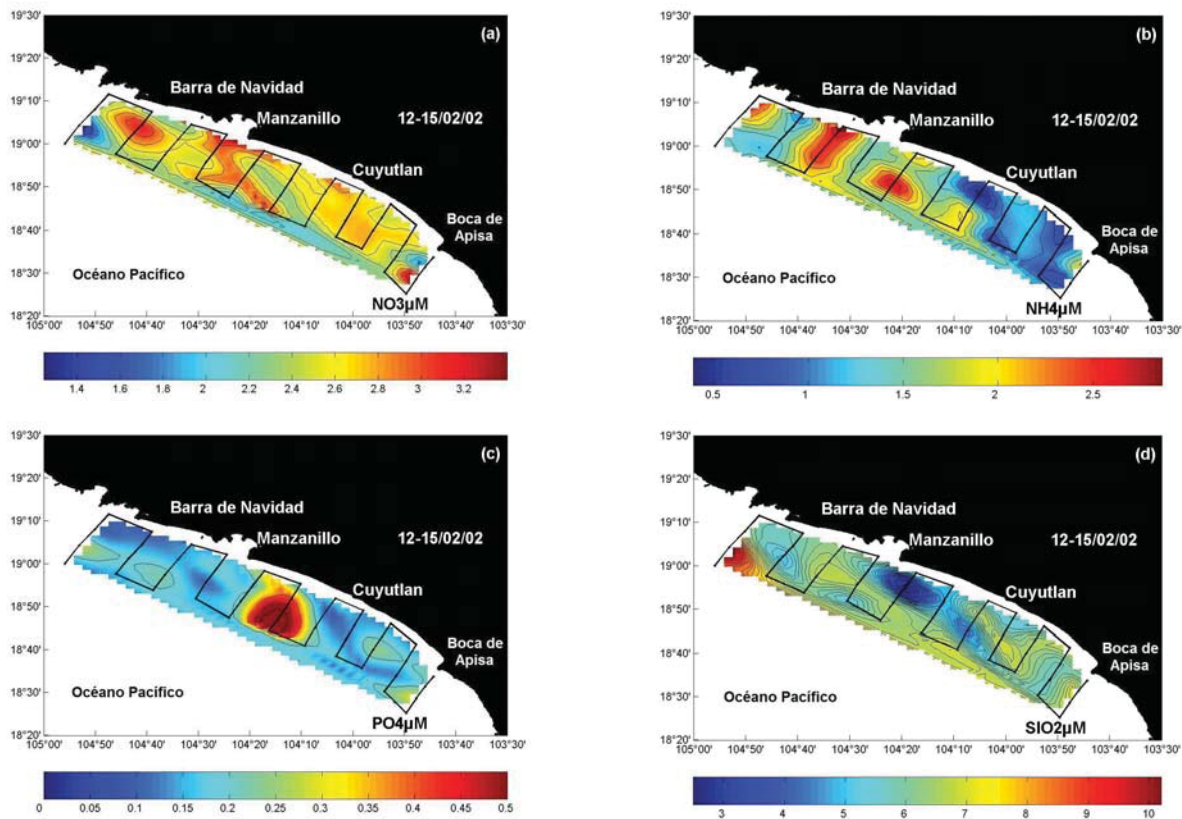 19°30'
(a)
19°20'
Barra de Navidad
19°10'
Manzanillo
12-15/02/02
19°00'
Cuyutlan
18°50'
Boca de
Apisa
18°40'
18°30'
Océano Pacífico
NO3µM
18°20'
105°00 104°50' 104°40' 104°30' 104°20' 104°10' 104°00' 103°50' 103°40' 103°30'
1.4 1.6 1.8 2 2.2 2.4 2.6 2.8 3 3.2
19°30'
(b)
19°20'
Barra de Navidad
19°10'
Manzanillo
12-15/02/02
19°00'
Cuyutlan
18°50'
Boca de
Apisa
18°40'
18°30'
Océano Pacífico
NH4µM
18°20'
105°00 104°50' 104°40' 104°30' 104°20' 104°10' 104°00' 103°50' 103°40' 103°30'
0.5 1 1.5 2 2.5
19°30'
(c)
19°20'
Barra de Navidad
19°10'
Manzanillo
12-15/02/02
19°00'
Cuyutlan
18°50'
Boca de
Apisa
18°40'
18°30'
Océano Pacífico
PO4µM
18°20'
105°00 104°50' 104°40' 104°30' 104°20' 104°10' 104°00' 103°50' 103°40' 103°30'
0 0.05 0.1 0.15 0.2 0.25 0.3 0.35 0.4 0.45 0.5
19°30'
(d)
19°20'
Barra de Navidad
19°10'
Manzanillo
12-15/02/02
19°00'
Cuyutlan
18°50'
Boca de
Apisa
18°40'
18°30'
Océano Pacífico
SIO2µM
18°20'
105°00 104°50' 104°40' 104°30' 104°20' 104°10' 104°00' 103°50' 103°40' 103°30'
3 4 5 6 7 8 9 10